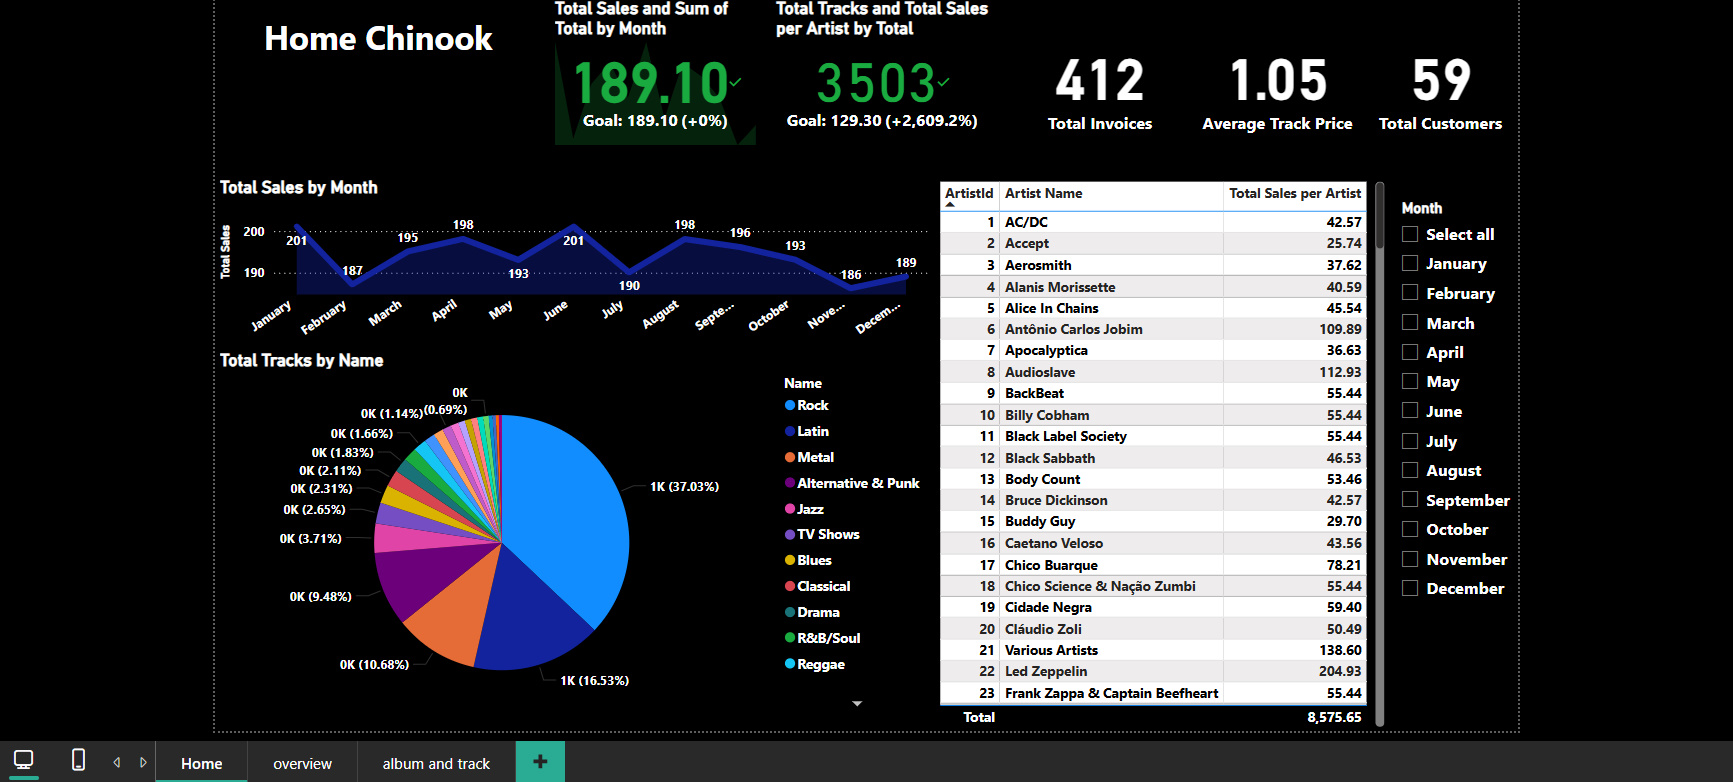 Home Chinook
Total Sales and Sum of
Total by Month
189.10
Goal: 189.10 (+0%)
Total Tracks and Total Sales
per Artist by Total
3503
Goal: 129.30 (+2,609.2%)
412
Total Invoices
1.05
Average Track Price
59
Total Customers
Total Sales by Month
Total Sales
200
190
201
187
195
198
193
201
190
198
196
193
186
189
January
February
March
April
May
June
July
August
Septe...
October
Nove...
Decem...
Total Tracks by Name
0K
0K (1.14%)
(0.69%)
0K (1.66%)
0K (1.83%)
0K (2.11%)
0K (2.31%)
0K (2.65%)
0K (3.71%)
0K (9.48%)
0K (10.68%)
1K (16.53%)
1K (37.03%)
Name
Rock
Latin
Metal
Alternative & Punk
Jazz
TV Shows
Blues
Classical
Drama
R&B/Soul
Reggae
ArtistId Artist Name Total Sales per Artist
1 AC/DC 42.57
2 Accept 25.74
3 Aerosmith 37.62
4 Alanis Morissette 40.59
5 Alice In Chains 45.54
6 Antônio Carlos Jobim 109.89
7 Apocalyptica 36.63
8 Audioslave 112.93
9 BackBeat 55.44
10 Billy Cobham 55.44
11 Black Label Society 55.44
12 Black Sabbath 46.53
13 Body Count 53.46
14 Bruce Dickinson 42.57
15 Buddy Guy 29.70
16 Caetano Veloso 43.56
17 Chico Buarque 78.21
18 Chico Science & Nação Zumbi 55.44
19 Cidade Negra 59.40
20 Cláudio Zoli 50.49
21 Various Artists 138.60
22 Led Zeppelin 204.93
23 Frank Zappa & Captain Beefheart 55.44
Total 8,575.65
Month
Select all
January
February
March
April
May
June
July
August
September
October
November
December
Home
overview
album and track